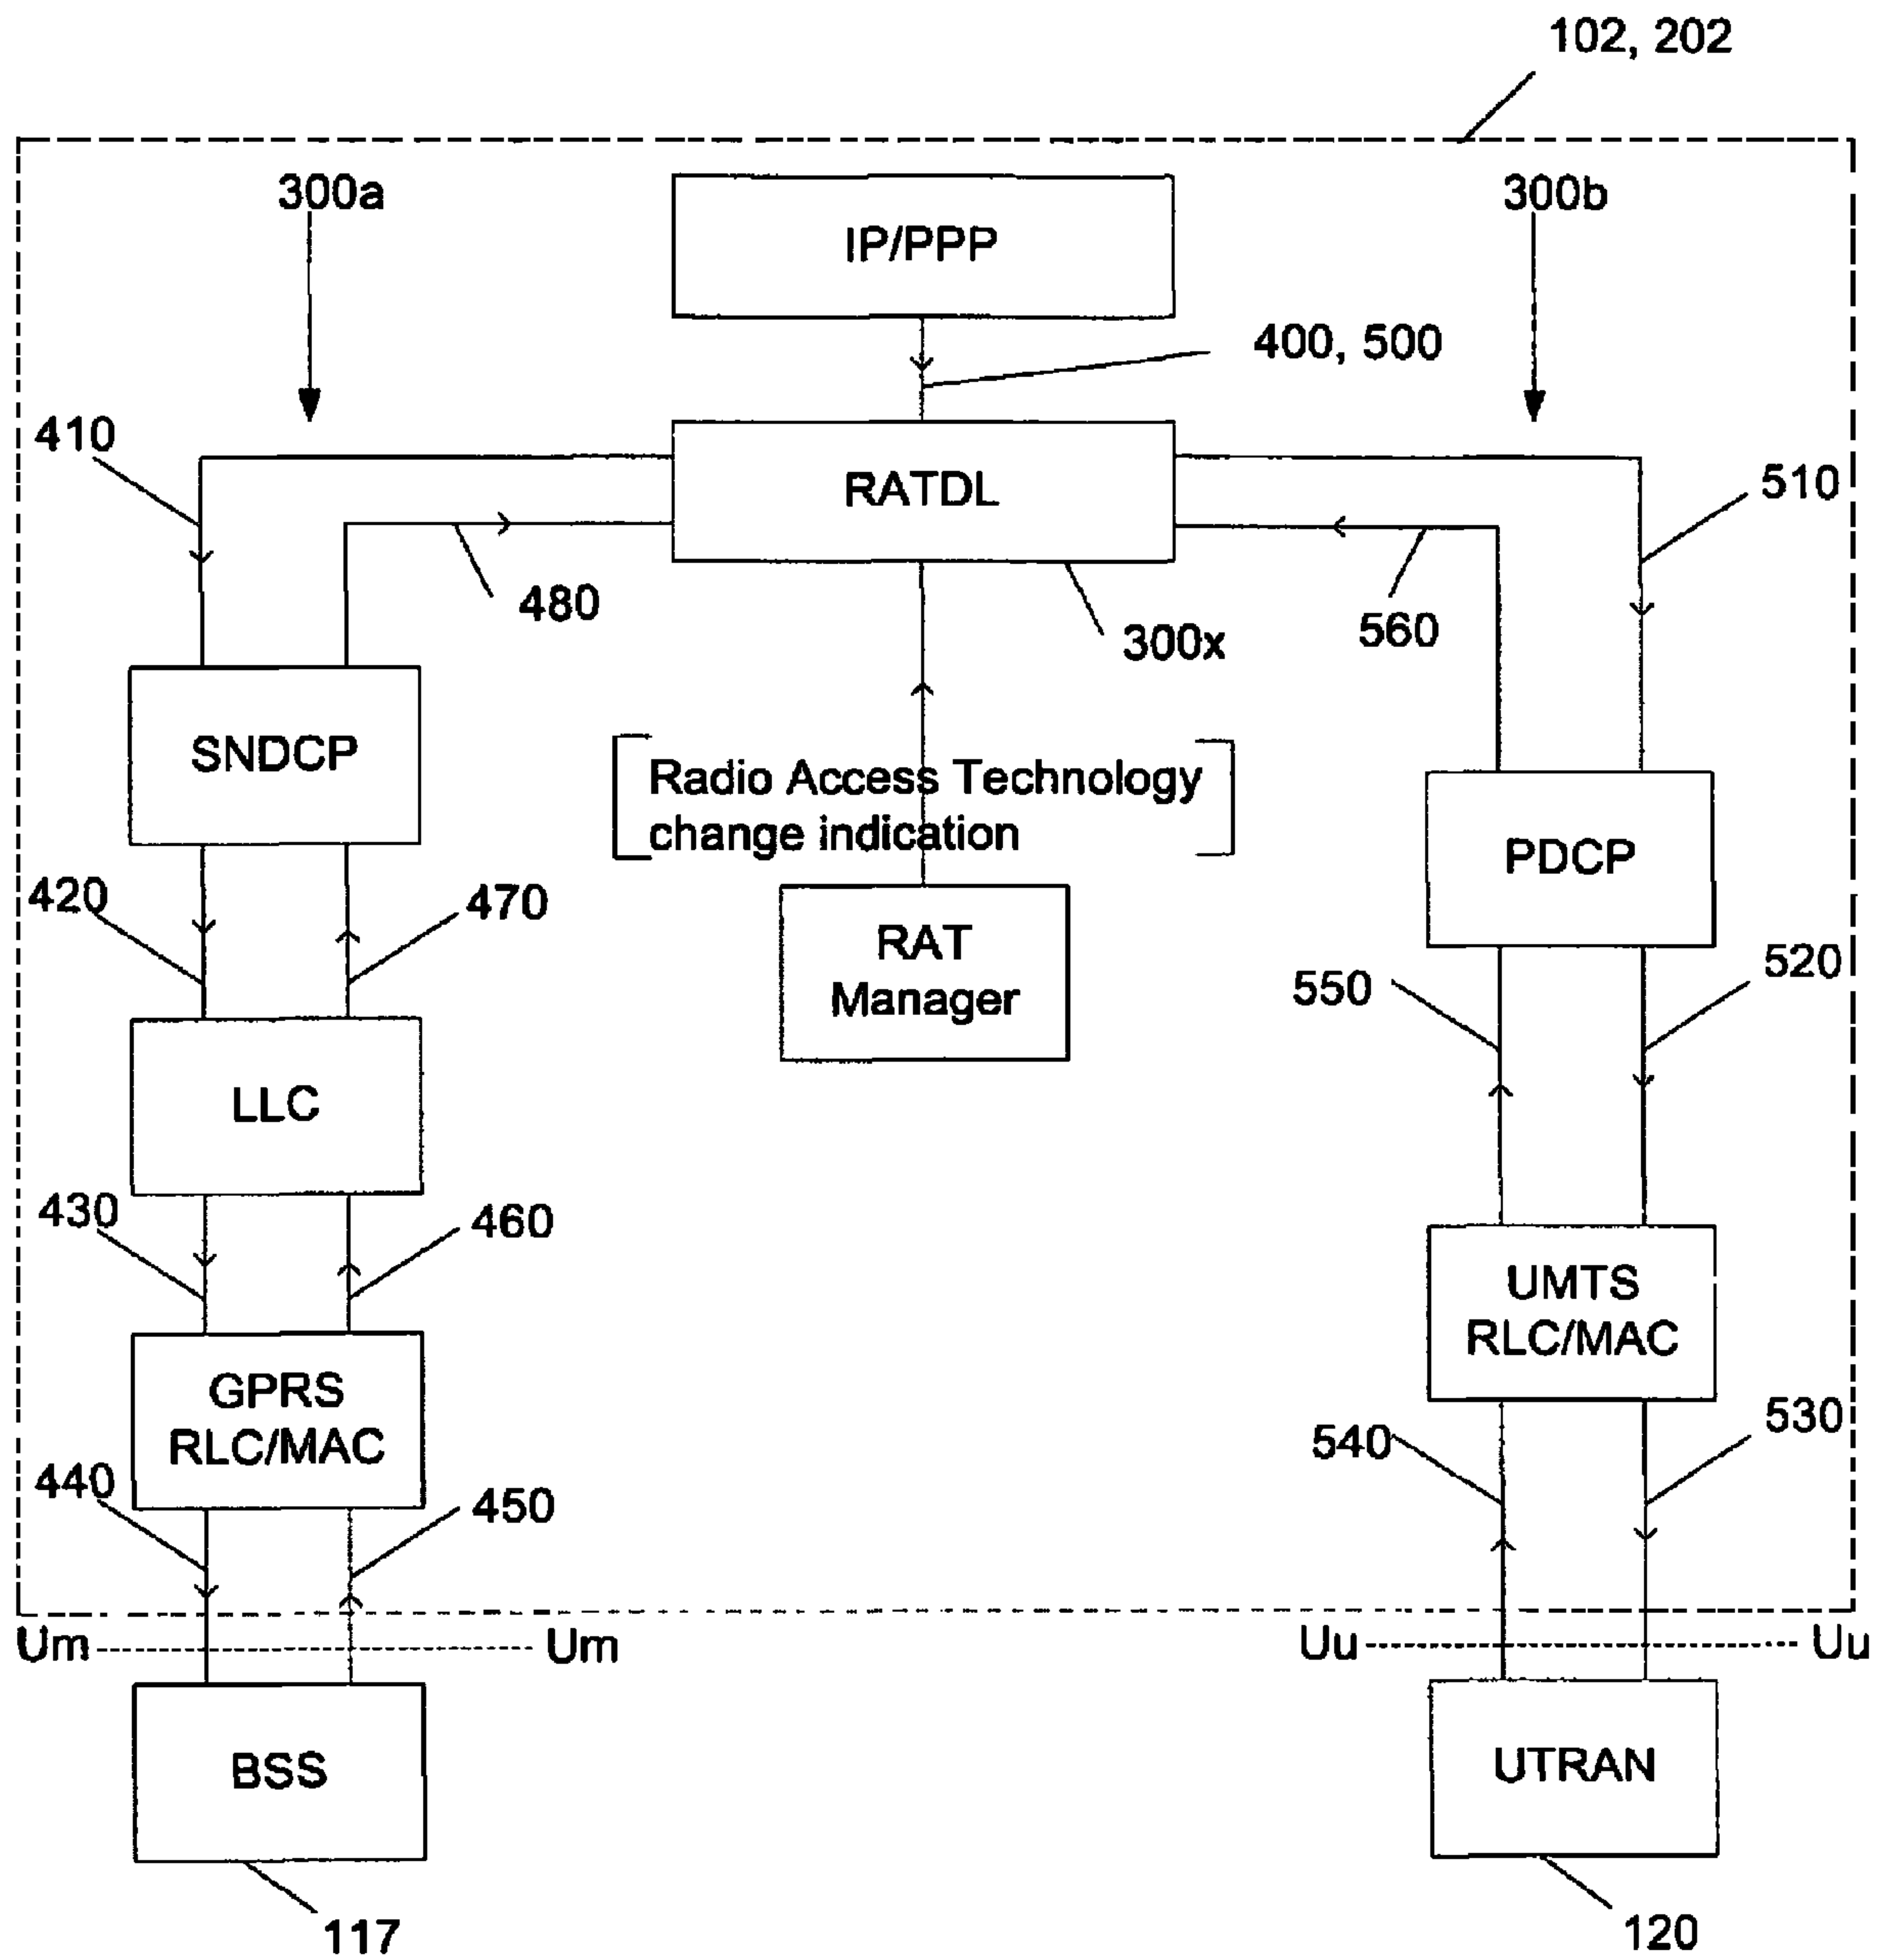 102, 202
300a
300b
IP/PPP
400, 500
410
RATDL
510
480
560
300x
SNDCP
Radio Access Technology
change indication
PDCP
420
470
RAT
Manager
550
520
LLC
430
460
UMTS
RLC/MAC
GPRS
RLC/MAC
540
530
440
450
Um
Um
Uu
Uu
BSS
UTRAN
117
120